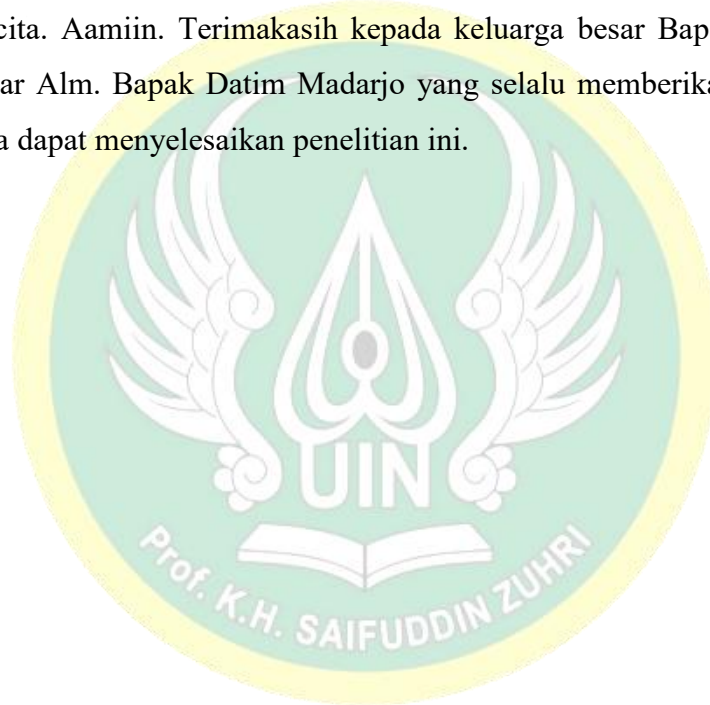 cita. Aamiin. Terimakasih kepada keluarga besar Bap
ar Alm. Bapak Datim Madarjo yang selalu memberika
a dapat menyelesaikan penelitian ini.
UIN
Prof. K.H. SAIFUDDIN ZUHRI